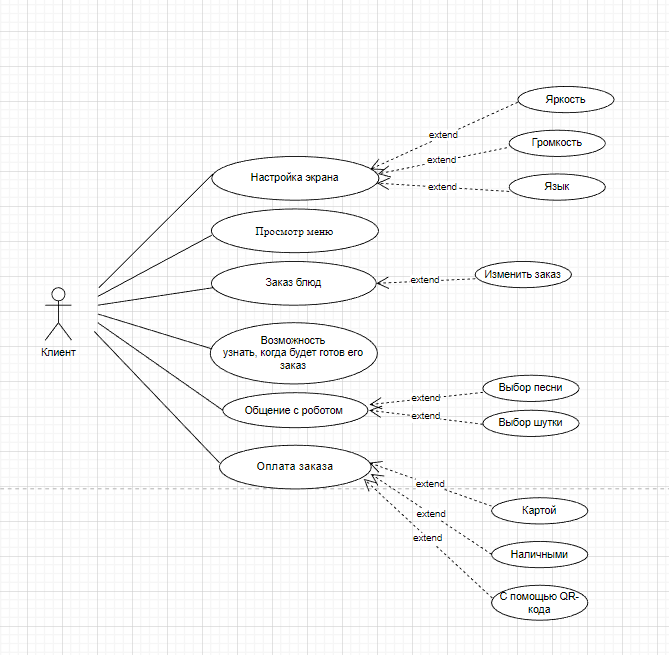 Яркость
extend
Громкость
extend
Настройка экрана
Язык
extend
Просмотр меню
Заказ блюд
extend
Изменить заказ
Клиент
Возможность
узнать, когда будет готов его
заказ
Выбор песни
extend
Общение с роботом
extend
Выбор шутки
Оплата заказа
extend
Картой
extend
extend
Наличными
С помощью QR-
кода